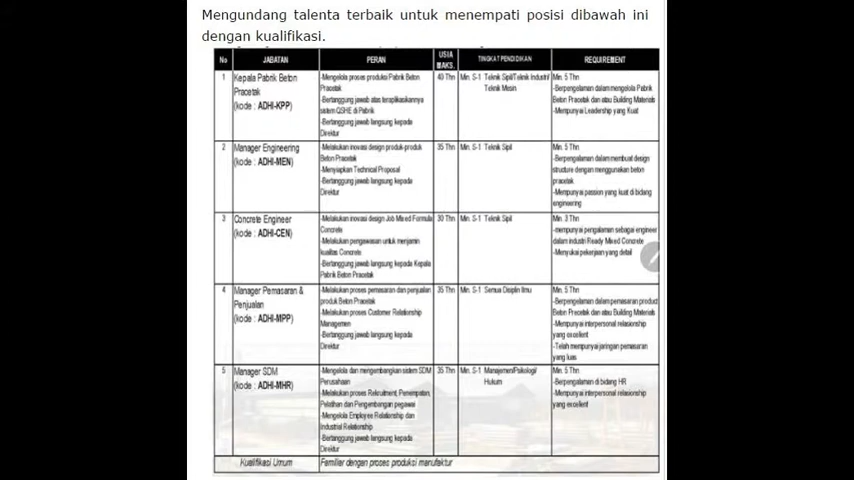 Mengundang talenta terbaik untuk menempati posisi dibawah ini
dengan kualifikasi.
No JABATAN PERAN USIA MAKS. TINGKAT PENDIDIKAN REQUIREMENT
1 Kepala Pabrik Beton Pracetak (kode : ADHI-KPP)
-Mengelola proses produksi Pabrik Beton
Pracetak
-Bertanggung jawab atas terapliksikannya
sistem QSHE di Pabrik
-Bertanggung jawab langsung kepada
Direktur
40 Thn
Min. S-1 Teknik Sipil/Teknik Industri/
Teknik Mesin
Min. 5 Thn
-Berpengalaman dalam mengelola Pabrik
Beton Pracetak dan atau Building Materials
-Mempunyai Leadership yang Kuat
2 Manager Engineering
(kode : ADHI-MEN)
-Melakukan inovasi design produk-produk
Beton Pracetak
-Menyiapkan Technical Proposal
-Bertanggung jawab langsung kepada
Direktur
35 Thn
Min. S-1 Teknik Sipil
Min. 5 Thn
-Berpengalaman dalam membuat design
structure dengan menggunakan beton
pracetak
-Mempunyai passion yang kuat di bidang
engineering
3 Concrete Engineer
(kode : ADHI-CEN)
-Melakukan inovasi design Job Mixed Formula
Concrete
-Melakukan pengawasan untuk menjamin
kualitas Concrete
-Bertanggung jawab langsung kepada Kepala
Pabrik Beton Pracetak
30 Thn
Min. S-1 Teknik Sipil
Min. 3 Thn
-mempunyai pengalaman sebagai engineer
dalam industri Ready Mixed Concrete
-Menyukai pekerjaan yang detail
4 Manager Pemasaran &
Penjualan
(kode : ADHI-MPP)
-Melakukan proses pemasaran dan penjualan
produk Beton Pracetak
-Melakukan proses Customer Relationship
Managemen
-Bertanggung jawab langsung kepada
Direktur
35 Thn
Min. S-1 Semua Disiplin Ilmu
Min. 5 Thn
-Berpengalaman dalam pemasaran product
Beton Precetak dan atau Building Materials
-Mempunyai interpersonal relasionship
yang excellent
-Telah mempunyai jaringan pemasaran
yang luas
5 Manager SDM
(kode : ADHI-MHR)
-Mengelola dan mengembangkan sistem SDM
Perusahaan
-Melakukan proses Rekruitment, Penempatan,
Pelatihan dan Pengembangan pegawai
-Mengelola Employee Relationship dan
Industrial Relationship
-Bertanggung jawab langsung kepada
Direktur
35 Thn
Min. S-1 Manajemen/Psikologi/
Hukum
Min. 5 Thn
-Berpengalaman di bidang HR
-Mempunyai interpersonal relationship
yang excellent
Kualifikasi Umum Familier dengan proses produksi manufaktur